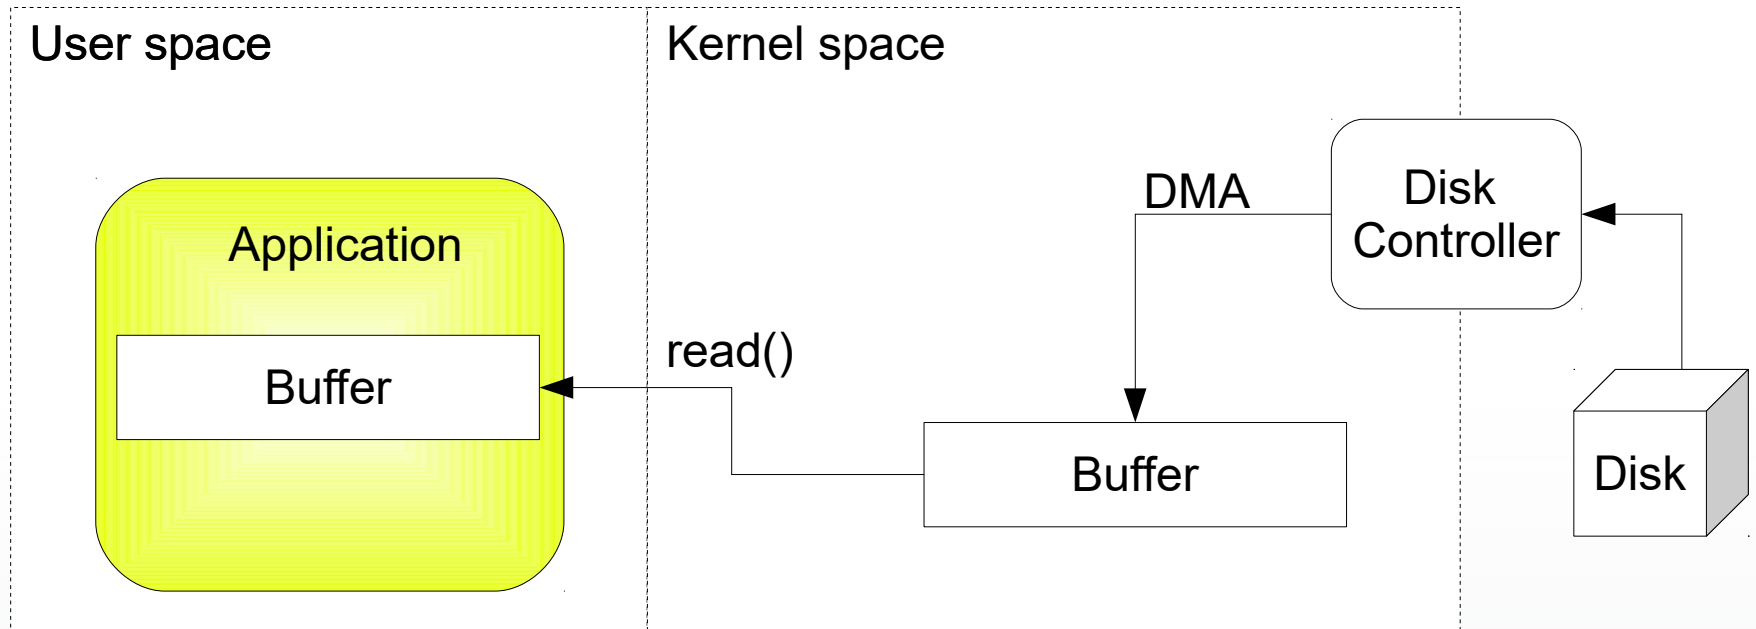 User space
Kernel space
DMA
Disk
Controller
Application
read()
Buffer
Buffer
Disk